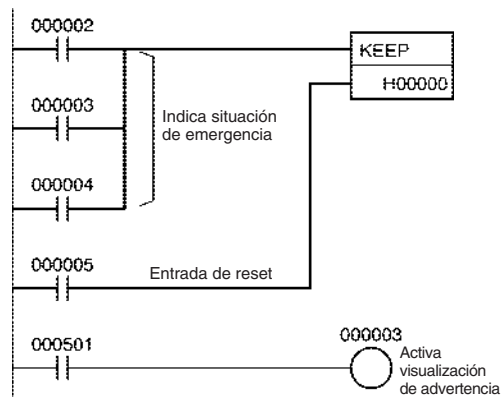 000002
KEEP
H00000
000003
Indica situación
de emergencia
000004
000005
Entrada de reset
000501
000003
Activa
visualización
de advertencia